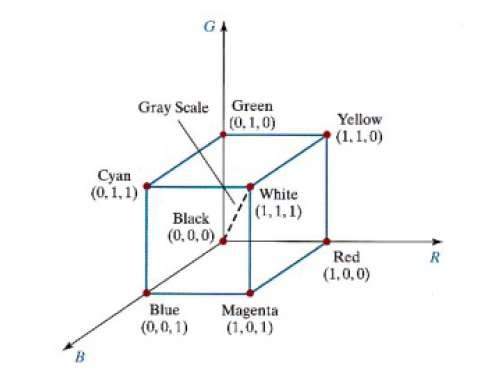 G
Gray Scale
Green
(0, 1, 0)
Yellow
(1, 1, 0)
Cyan
(0, 1, 1)
White
(1, 1, 1)
Black
(0, 0, 0)
Red
(1, 0, 0)
R
Blue
(0, 0, 1)
Magenta
(1, 0, 1)
B